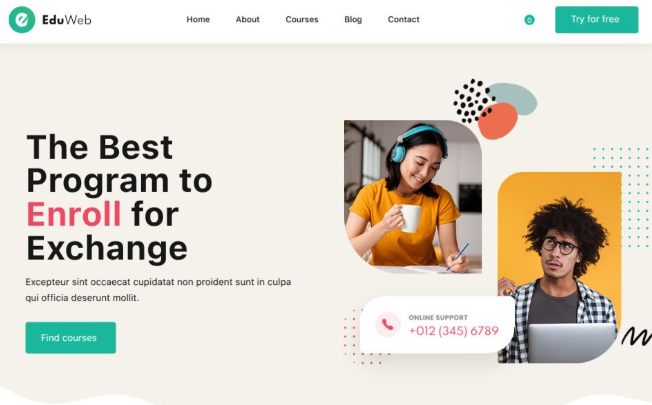 EduWeb
Home About Courses Blog Contact
0
Try for free
The Best
Program to
Enroll for
Exchange
Excepteur sint occaecat cupidatat non proident sunt in culpa
qui officia deserunt mollit.
Find courses
ONLINE SUPPORT
+012 (345) 6789